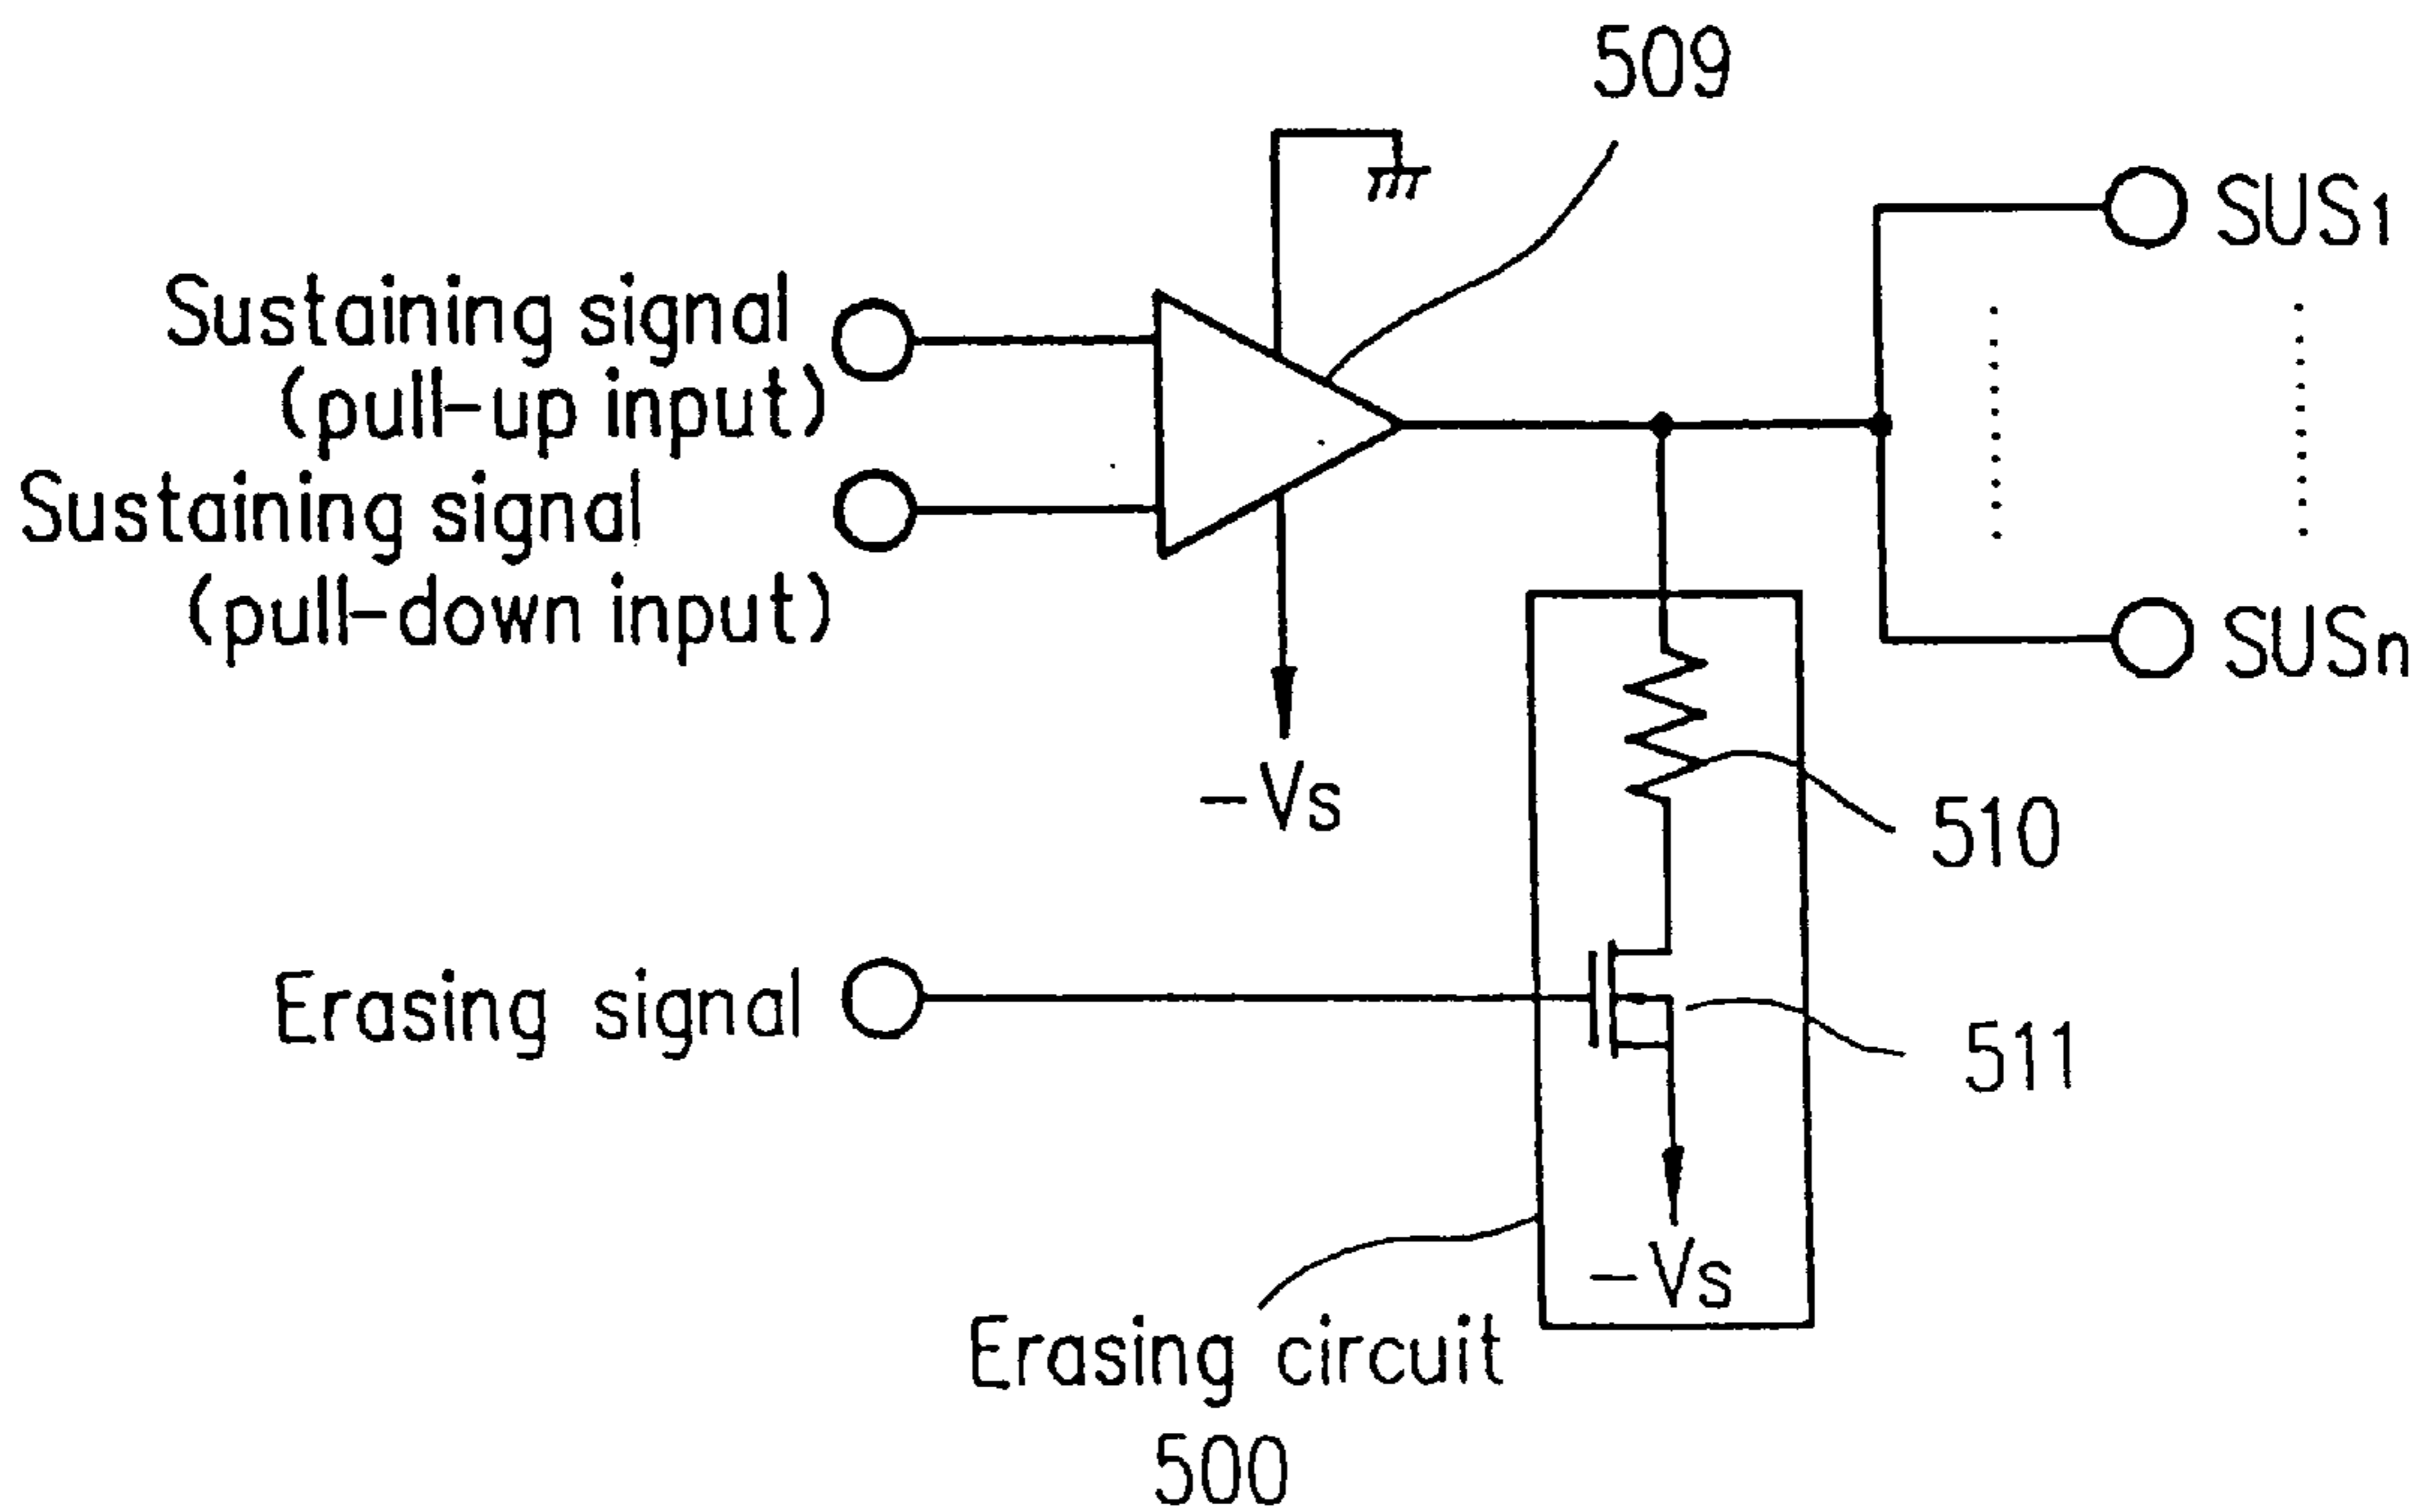 509
SUS1
Sustaining signal
(pull-up input)
Sustaining signal
(pull-down input)
SUSn
-Vs
510
Erasing signal
511
-Vs
Erasing circuit
500